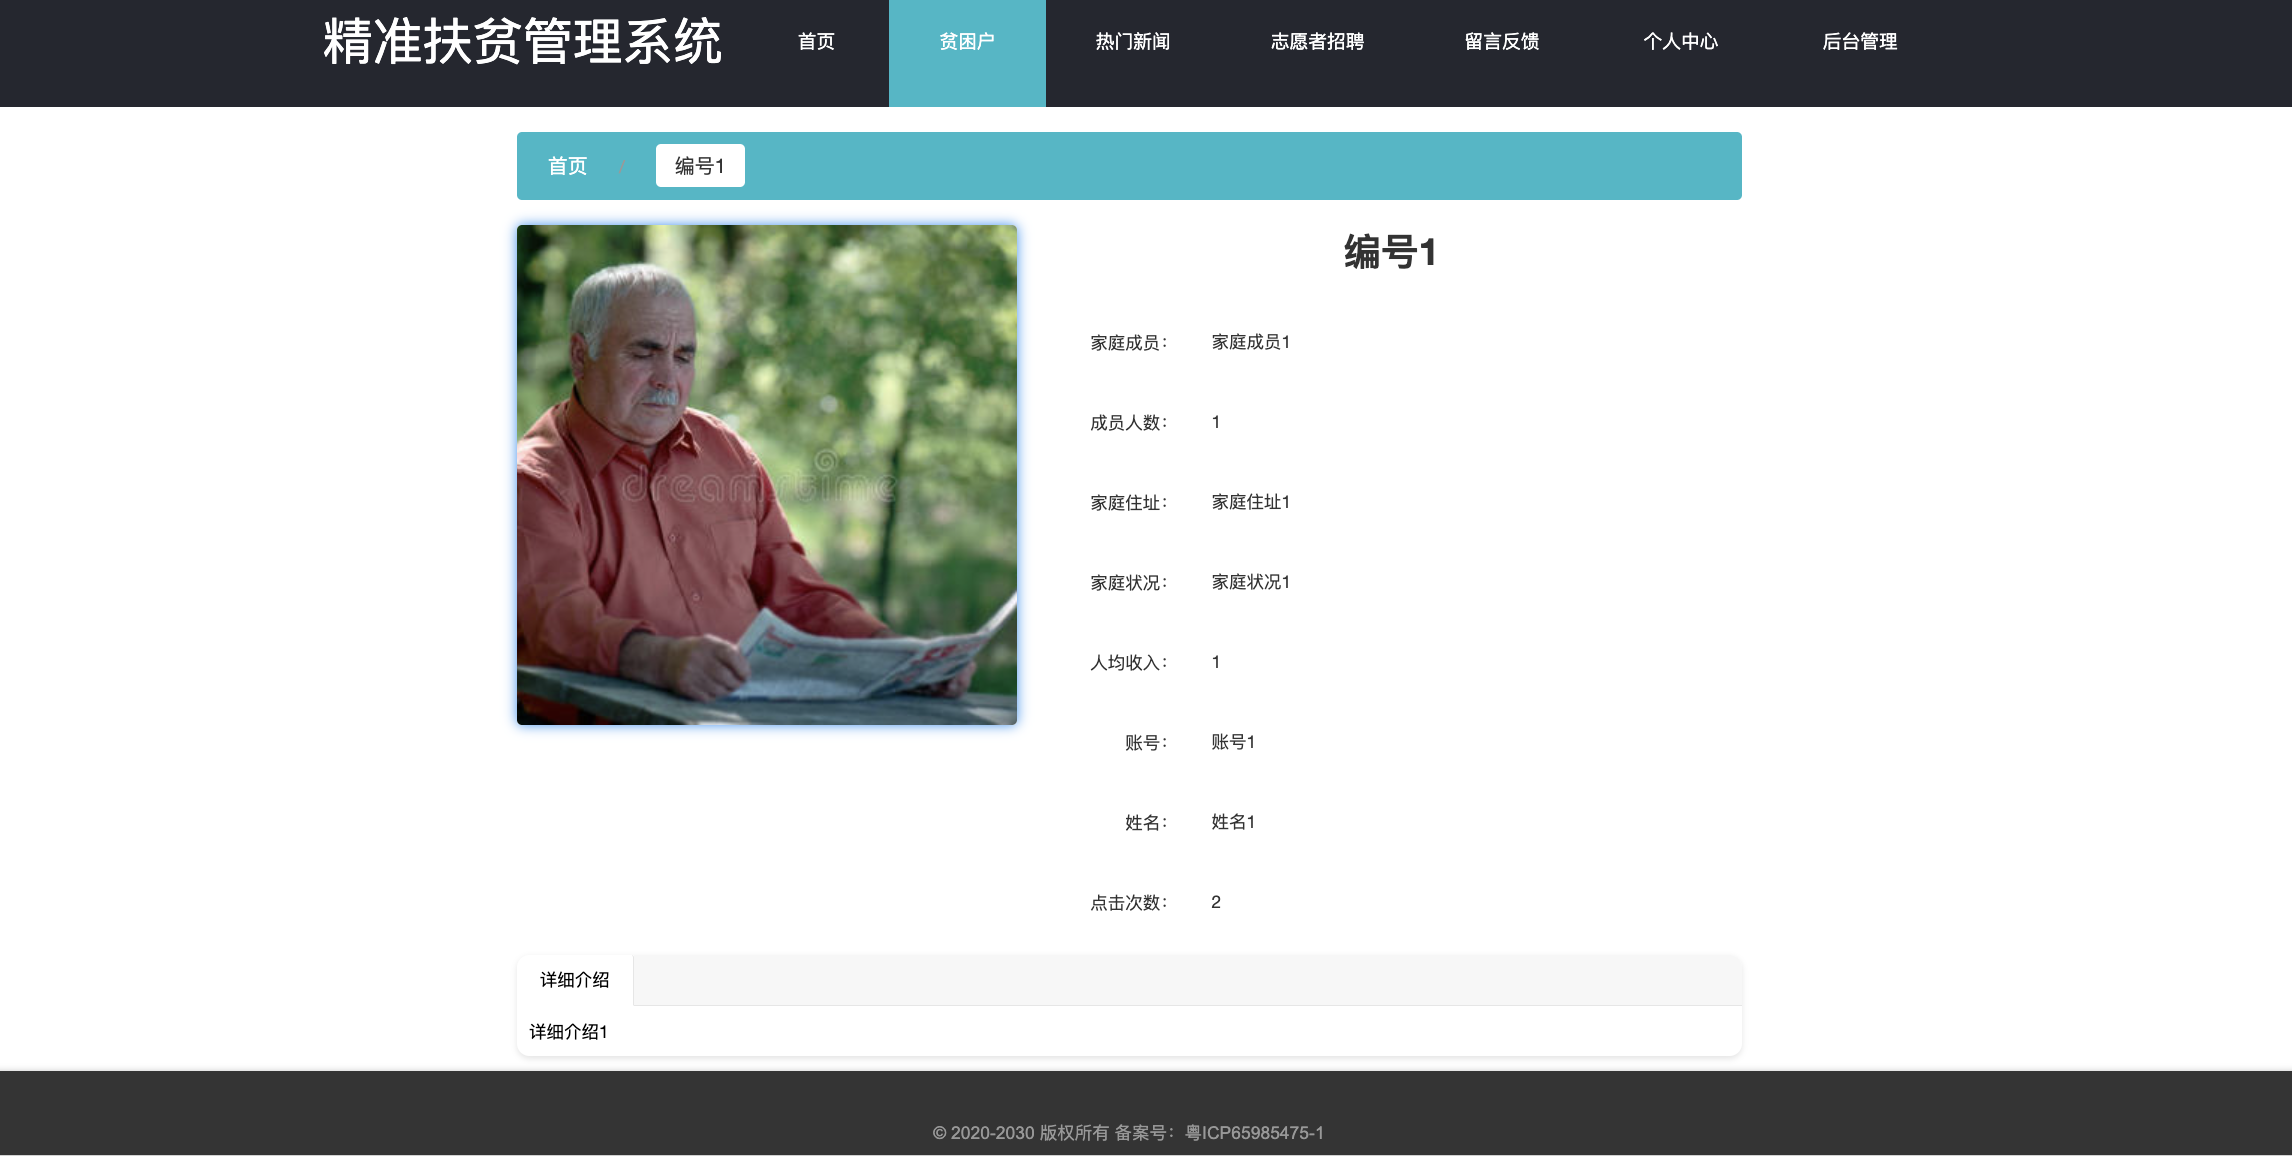 精准扶贫管理系统 首页 贫困户 热门新闻 志愿者招聘 留言反馈 个人中心 后台管理
首页 / 编号1
编号1
家庭成员： 家庭成员1
成员人数： 1
家庭住址： 家庭住址1
家庭状况： 家庭状况1
人均收入： 1
账号： 账号1
姓名： 姓名1
点击次数： 2
dreamstime
详细介绍
详细介绍1
© 2020-2030 版权所有 备案号：粤ICP65985475-1